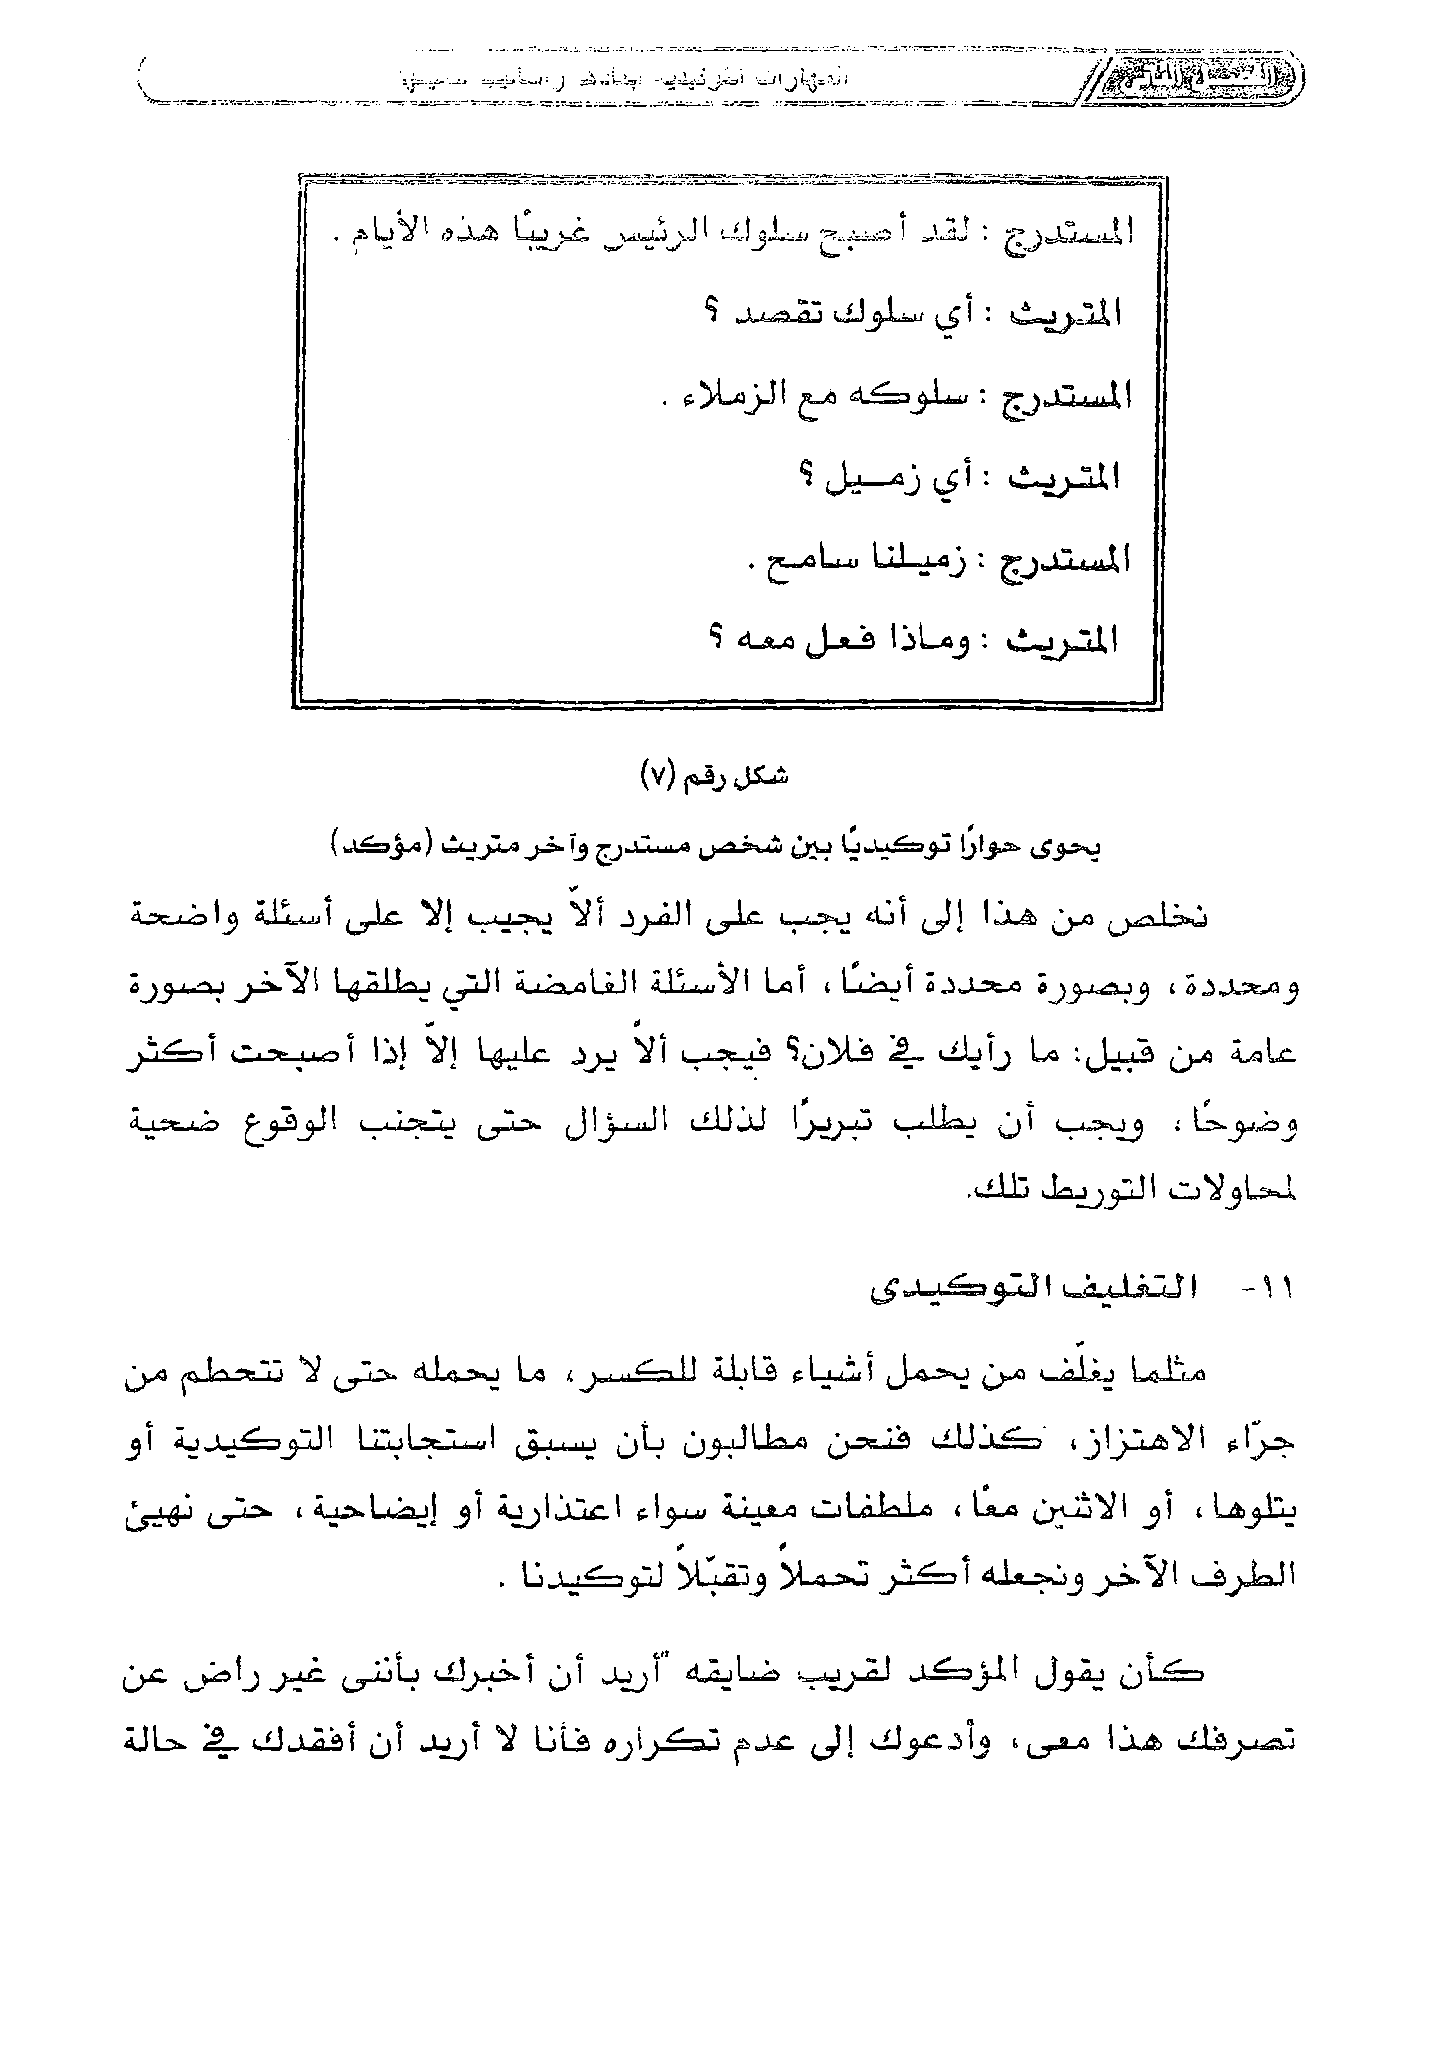 المهارات التوكيدية
المستدرج : لقد أصبح سلوك الرئيس غريبًا هذه الأيام .
المتريث : أي سلوك تقصد ؟
المستدرج : سلوكه مع الزملاء .
المتريث : أي زميل ؟
المستدرج : زميلنا سامح .
المتريث : وماذا فعل معه ؟
شكل رقم (٧)
يحوى حوارًا توكيديًا بين شخص مستدرج وآخر متريث (مؤكد)
نخلص من هذا إلى أنه يجب على الفرد ألاّ يجيب إلا على أسئلة واضحة
ومحددة، وبصورة محددة أيضًا، أما الأسئلة الغامضة التي يطلقها الآخر بصورة
عامة من قبيل: ما رأيك في فلان؟ فيجب ألاّ يرد عليها إلاّ إذا أصبحت أكثر
وضوحًا، ويجب أن يطلب تبريرًا لذلك السؤال حتى يتجنب الوقوع ضحية
لمحاولات التوريط تلك.
١١- التغليف التوكيدى
مثلما يغلّف من يحمل أشياء قابلة للكسر، ما يحمله حتى لا تتحطم من
جرّاء الاهتزاز، كذلك فنحن مطالبون بأن يسبق استجابتنا التوكيدية أو
يتلوها، أو الاثنين معًا، ملطفات معينة سواء اعتذارية أو إيضاحية، حتى نهيئ
الطرف الآخر ونجعله أكثر تحملاً وتقبّلاً لتوكيدنا .
كأن يقول المؤكد لقريب ضايقه "أريد أن أخبرك بأننى غير راض عن
تصرفك هذا معى، وأدعوك إلى عدم تكراره فأنا لا أريد أن أفقدك في حالة